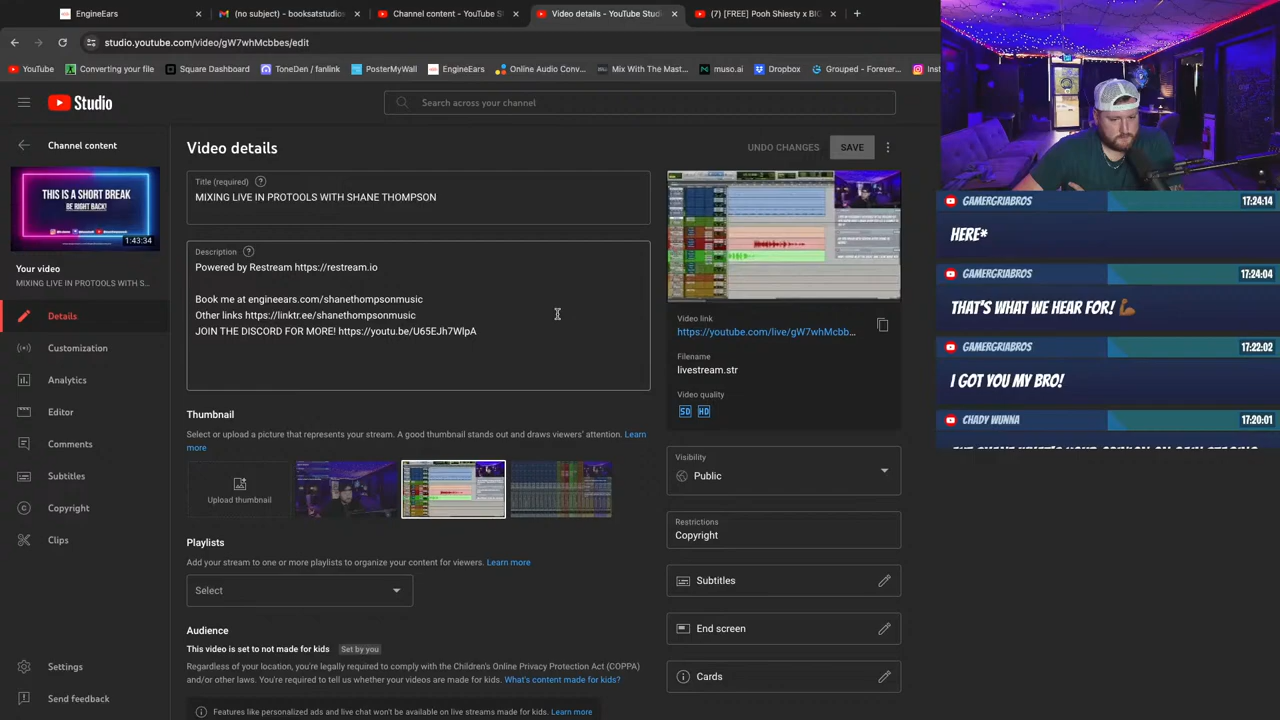 EngineEars
(no subject) - booksatstudios
Channel content - YouTube S
Video details - YouTube Studi
(7) [FREE] Pooh Shiesty x BIG
studio.youtube.com/video/gW7whMcbbes/edit
YouTube
Converting your file
Square Dashboard
ToneDen / fanlink
PosterMyWall
EngineEars
Online Audio Conv...
Mix With The Mast...
muso.ai
Dropbox
Grouped - Forever...
Inst
Studio
Search across your channel
Channel content
THIS IS A SHORT BREAK
BE RIGHT BACK!
1:43:34
Your video
MIXING LIVE IN PROTOOLS WITH S...
Details
Customization
Analytics
Editor
Comments
Subtitles
Copyright
Clips
Settings
Send feedback
Video details
UNDO CHANGES
SAVE
Title (required)
MIXING LIVE IN PROTOOLS WITH SHANE THOMPSON
Description
Powered by Restream https://restream.io
Book me at engineears.com/shanethompsonmusic
Other links https://linktr.ee/shanethompsonmusic
JOIN THE DISCORD FOR MORE! https://youtu.be/U65EJh7WlpA
Thumbnail
Select or upload a picture that represents your stream. A good thumbnail stands out and draws viewers' attention. Learn
more
Upload thumbnail
Playlists
Add your stream to one or more playlists to organize your content for viewers. Learn more
Select
Audience
This video is set to not made for kids Set by you
Regardless of your location, you're legally required to comply with the Children's Online Privacy Protection Act (COPPA)
and/or other laws. You're required to tell us whether your videos are made for kids. What's content made for kids?
Features like personalized ads and live chat won't be available on live streams made for kids. Learn more
Video link
https://youtube.com/live/gW7whMcbb...
Filename
livestream.str
Video quality
SD HD
Visibility
Public
Restrictions
Copyright
Subtitles
End screen
Cards
GAMERGRIABROS 17:24:14
HERE*
GAMERGRIABROS 17:24:04
THAT'S WHAT WE HEAR FOR! 💪🏾
GAMERGRIABROS 17:22:02
I GOT YOU MY BRO!
CHADY WUNNA 17:20:01